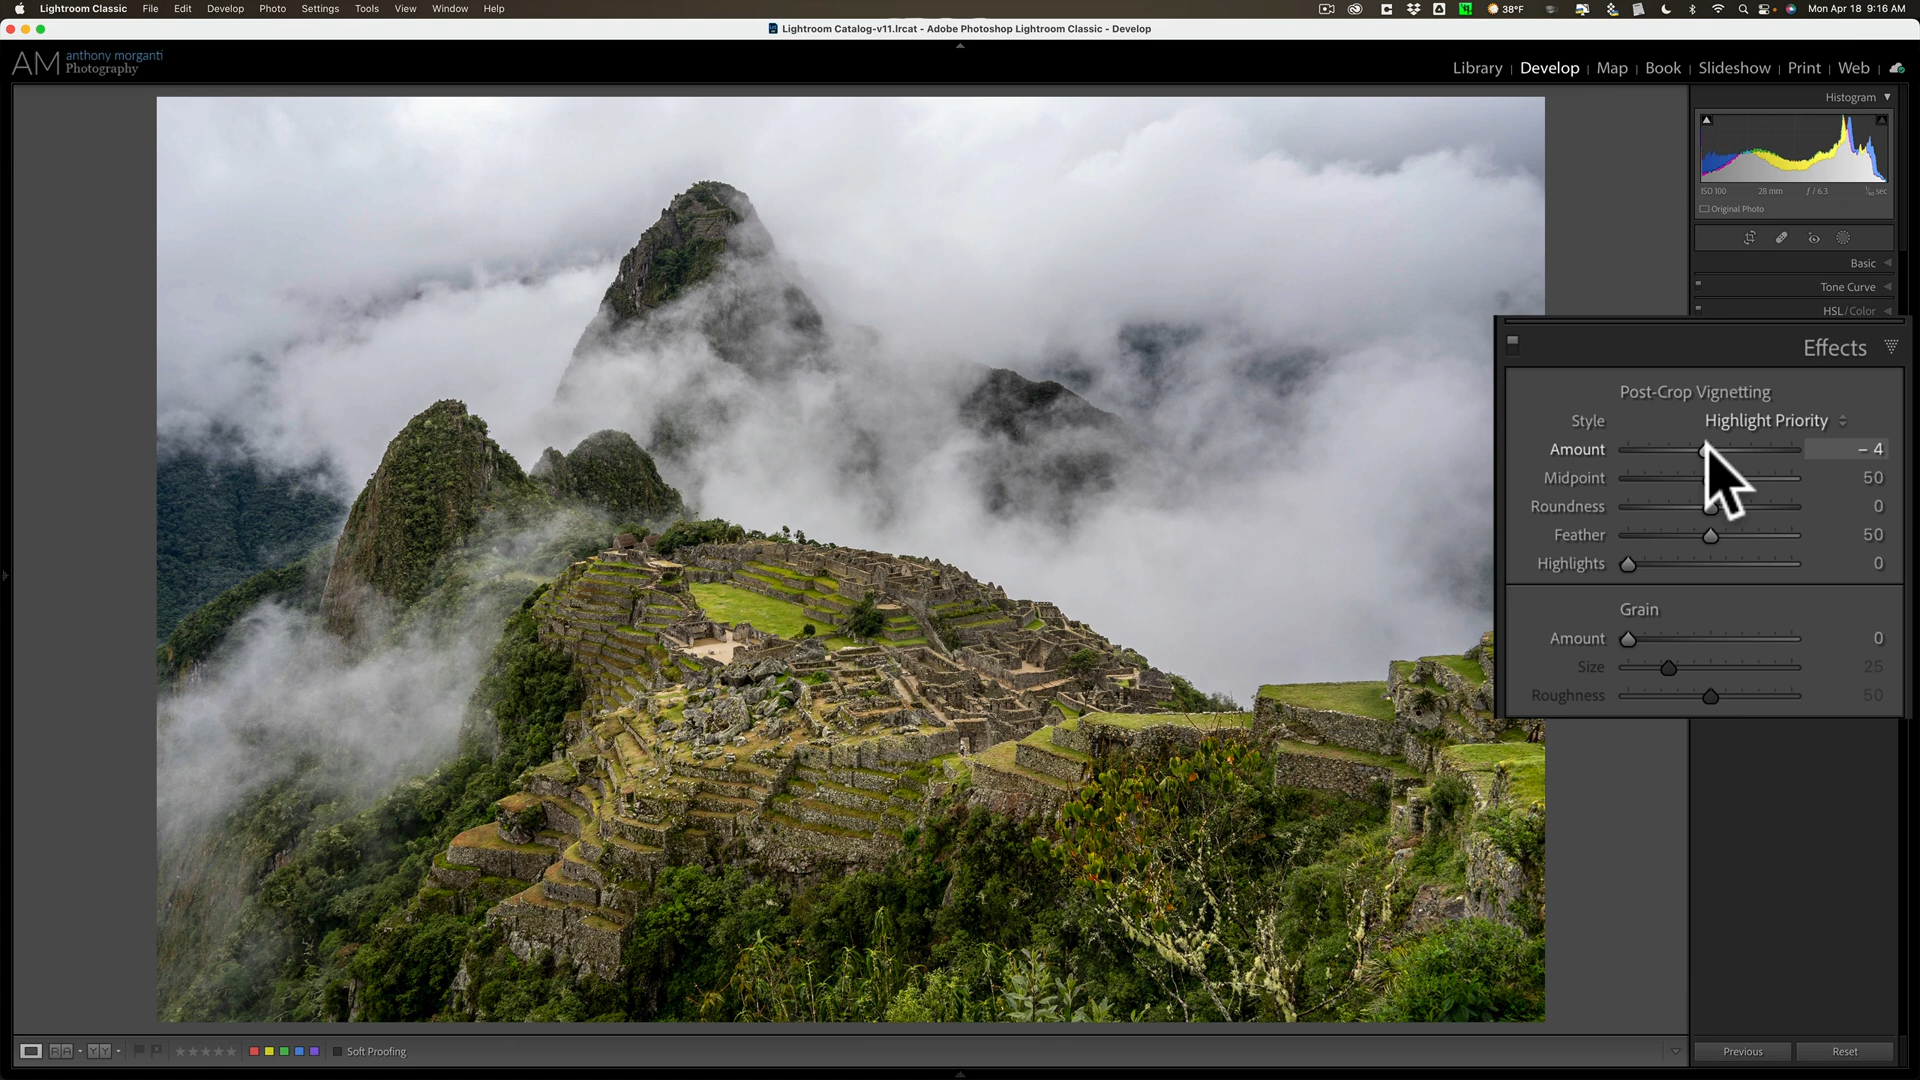 Lightroom Classic File Edit Develop Photo Settings Tools View Window Help 38°F Mon Apr 18 9:16 AM
Lightroom Catalog-v11.lrcat - Adobe Photoshop Lightroom Classic - Develop
AM anthony morganti
Photography
Library | Develop | Map | Book | Slideshow | Print | Web |
Histogram
ISO 100 28 mm ƒ / 6.3 sec
Original Photo
Basic
Tone Curve
HSL / Color
Effects
Post-Crop Vignetting
Style Highlight Priority
Amount – 4
Midpoint 50
Roundness 0
Feather 50
Highlights 0
Grain
Amount 0
Size 25
Roughness 50
RA YY Soft Proofing Previous Reset